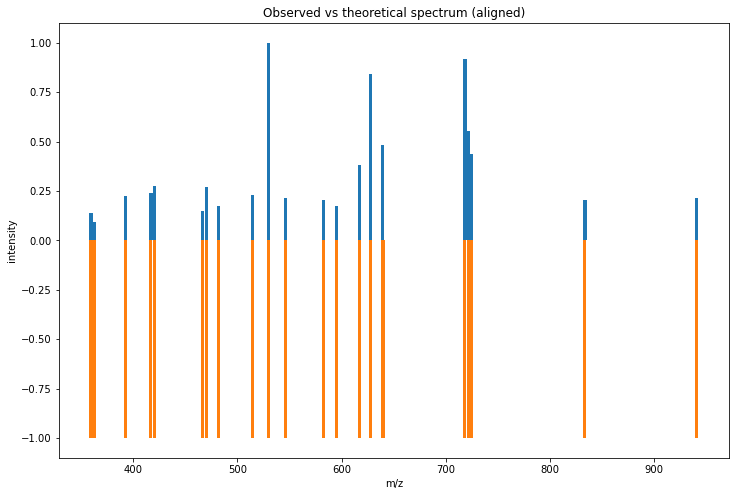 Observed vs theoretical spectrum (aligned)
1.00
0.75
0.50
0.25
0.00
−0.25
−0.50
−0.75
−1.00
intensity
400 500 600 700 800 900
m/z